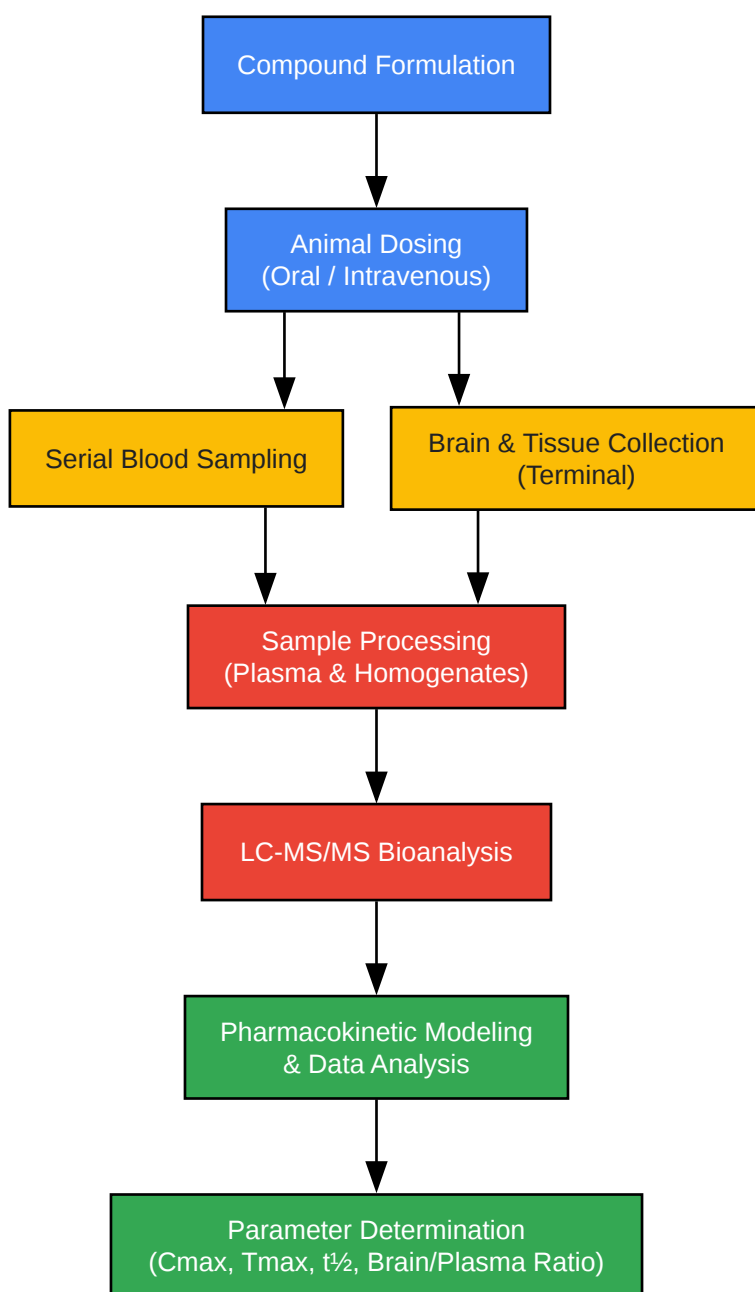 Compound Formulation
Animal Dosing
(Oral / Intravenous)
Serial Blood Sampling
Brain & Tissue Collection
(Terminal)
Sample Processing
(Plasma & Homogenates)
LC-MS/MS Bioanalysis
Pharmacokinetic Modeling
& Data Analysis
Parameter Determination
(Cmax, Tmax, t½, Brain/Plasma Ratio)